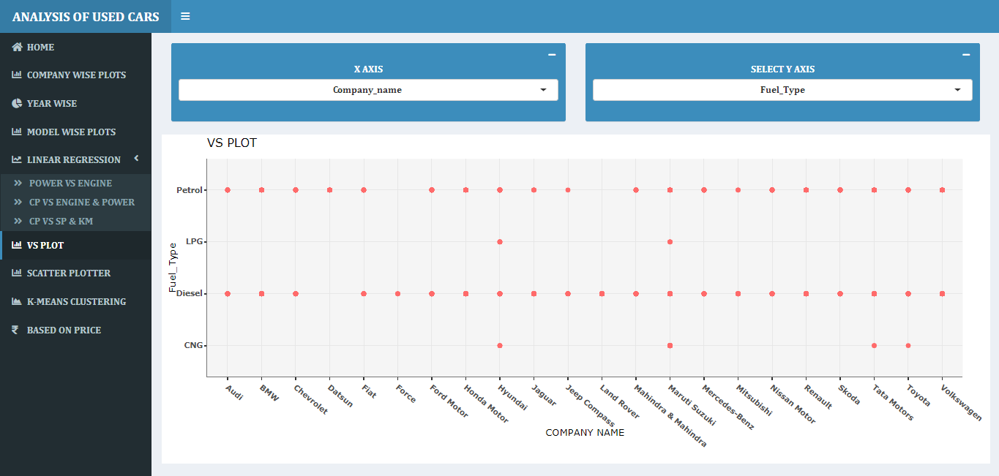 ANALYSIS OF USED CARS
HOME
COMPANY WISE PLOTS
YEAR WISE
MODEL WISE PLOTS
LINEAR REGRESSION
POWER VS ENGINE
CP VS ENGINE & POWER
CP VS SP & KM
VS PLOT
SCATTER PLOTTER
K-MEANS CLUSTERING
BASED ON PRICE
X AXIS
Company_name
SELECT Y AXIS
Fuel_Type
VS PLOT
Fuel_Type
Petrol
LPG
Diesel
CNG
Audi
BMW
Chevrolet
Datsun
Fiat
Force
Ford Motor
Honda Motor
Hyundai
Jaguar
Jeep Compass
Land Rover
Mahindra & Mahindra
Maruti Suzuki
Mercedes-Benz
Mitsubishi
Nissan Motor
Renault
Skoda
Tata Motors
Toyota
Volkswagen
COMPANY NAME